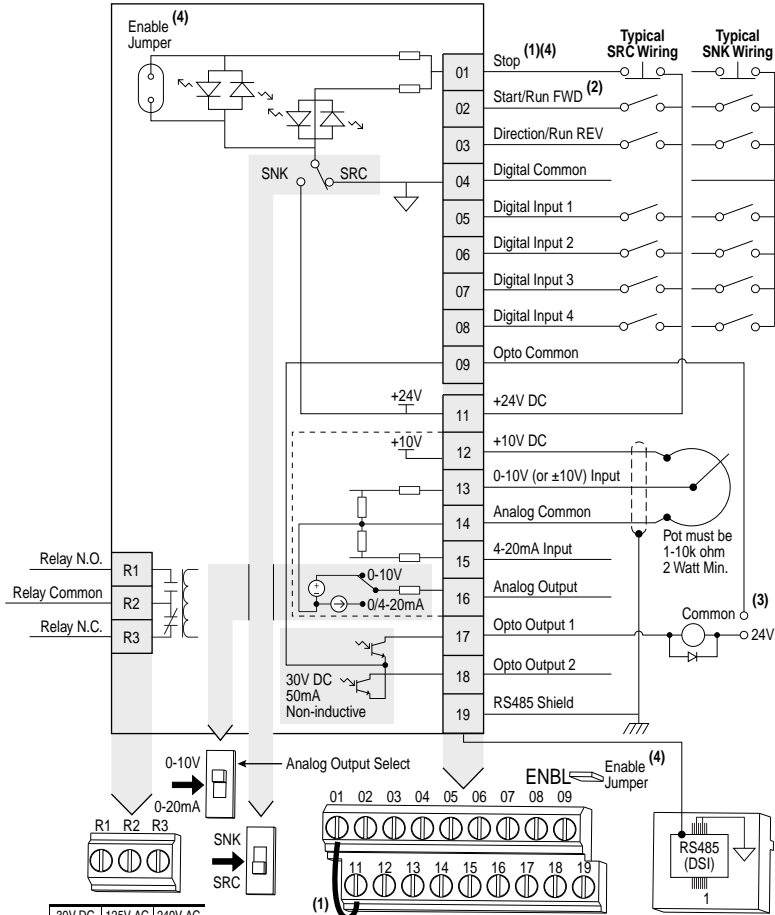 Enable (4)
Jumper
Typical
SRC Wiring
Typical
SNK Wiring
01 Stop (1)(4)
02 Start/Run FWD (2)
03 Direction/Run REV
SNK SRC
04 Digital Common
05 Digital Input 1
06 Digital Input 2
07 Digital Input 3
08 Digital Input 4
09 Opto Common
+24V
11 +24V DC
+10V
12 +10V DC
13 0-10V (or ±10V) Input
14 Analog Common
Pot must be
1-10k ohm
2 Watt Min.
15 4-20mA Input
Relay N.O. R1
Relay Common R2
Relay N.C. R3
0-10V
0/4-20mA
16 Analog Output
Common (3)
24V
17 Opto Output 1
18 Opto Output 2
30V DC
50mA
Non-inductive
19 RS485 Shield
0-10V
0-20mA
Analog Output Select
ENBL Enable (4)
Jumper
01 02 03 04 05 06 07 08 09
R1 R2 R3
SNK
SRC
11 12 13 14 15 16 17 18 19
(1)
RS485
(DSI)
1
30V DC 125V AC 240V AC